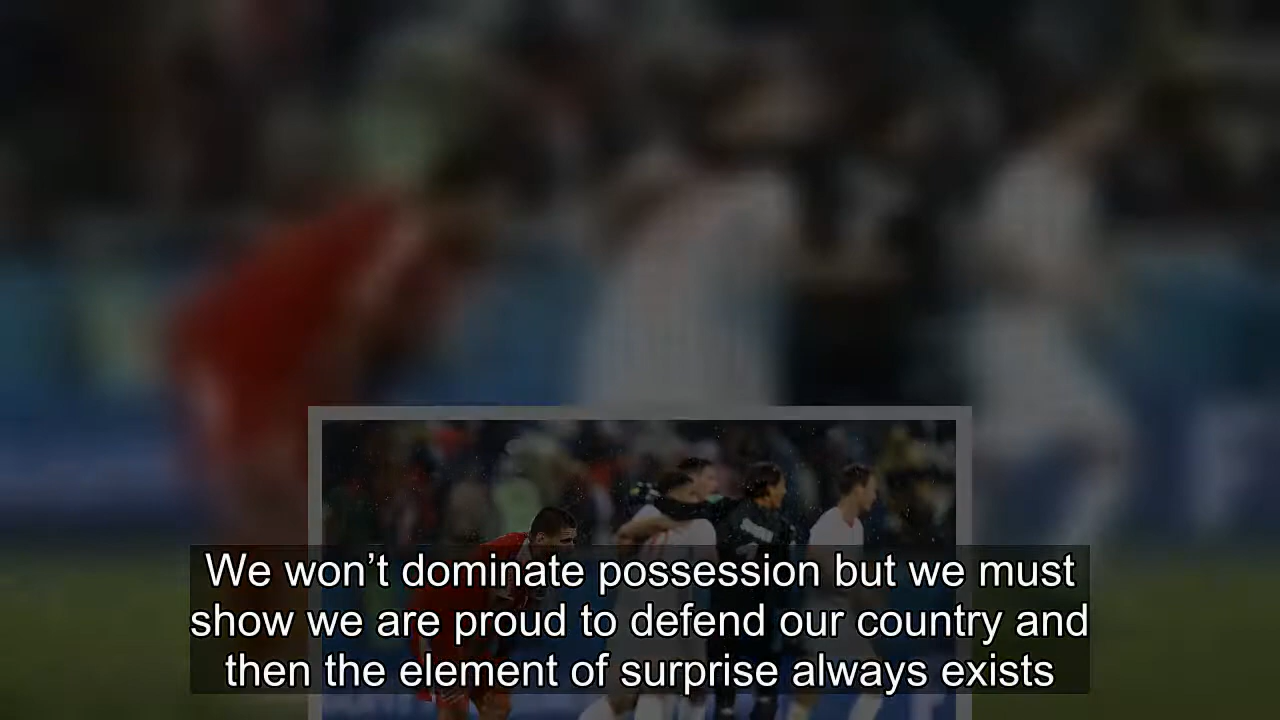 We won’t dominate possession but we must
show we are proud to defend our country and
then the element of surprise always exists